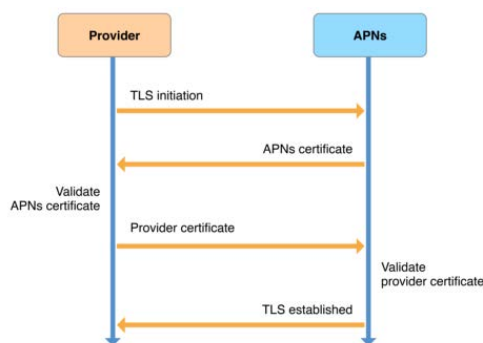 Provider
APNs
TLS initiation
APNs certificate
Validate
APNs certificate
Provider certificate
Validate
provider certificate
TLS established